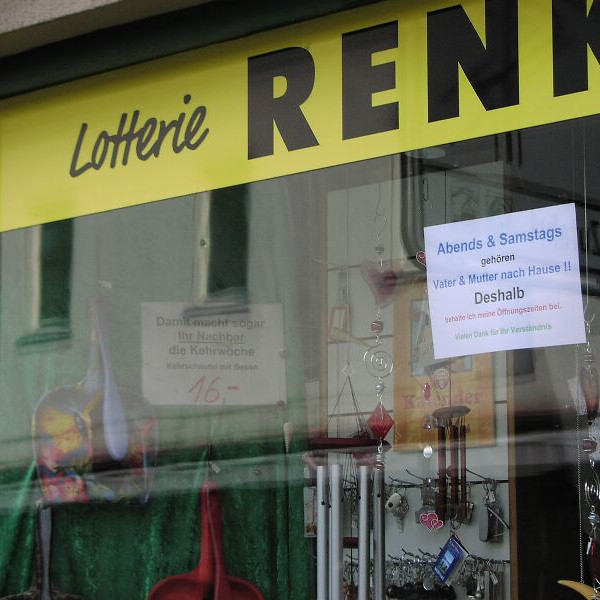 Lotterie RENK
Abends & Samstags
gehören
Vater & Mutter nach Hause !!
Deshalb
behalte ich meine Öffnungszeiten bei.
Vielen Dank für Ihr Verständnis
Damit macht sogar
Ihr Nachbar
die Kehrwoche
Kehrschaufel mit Besen
16,-
Kalender